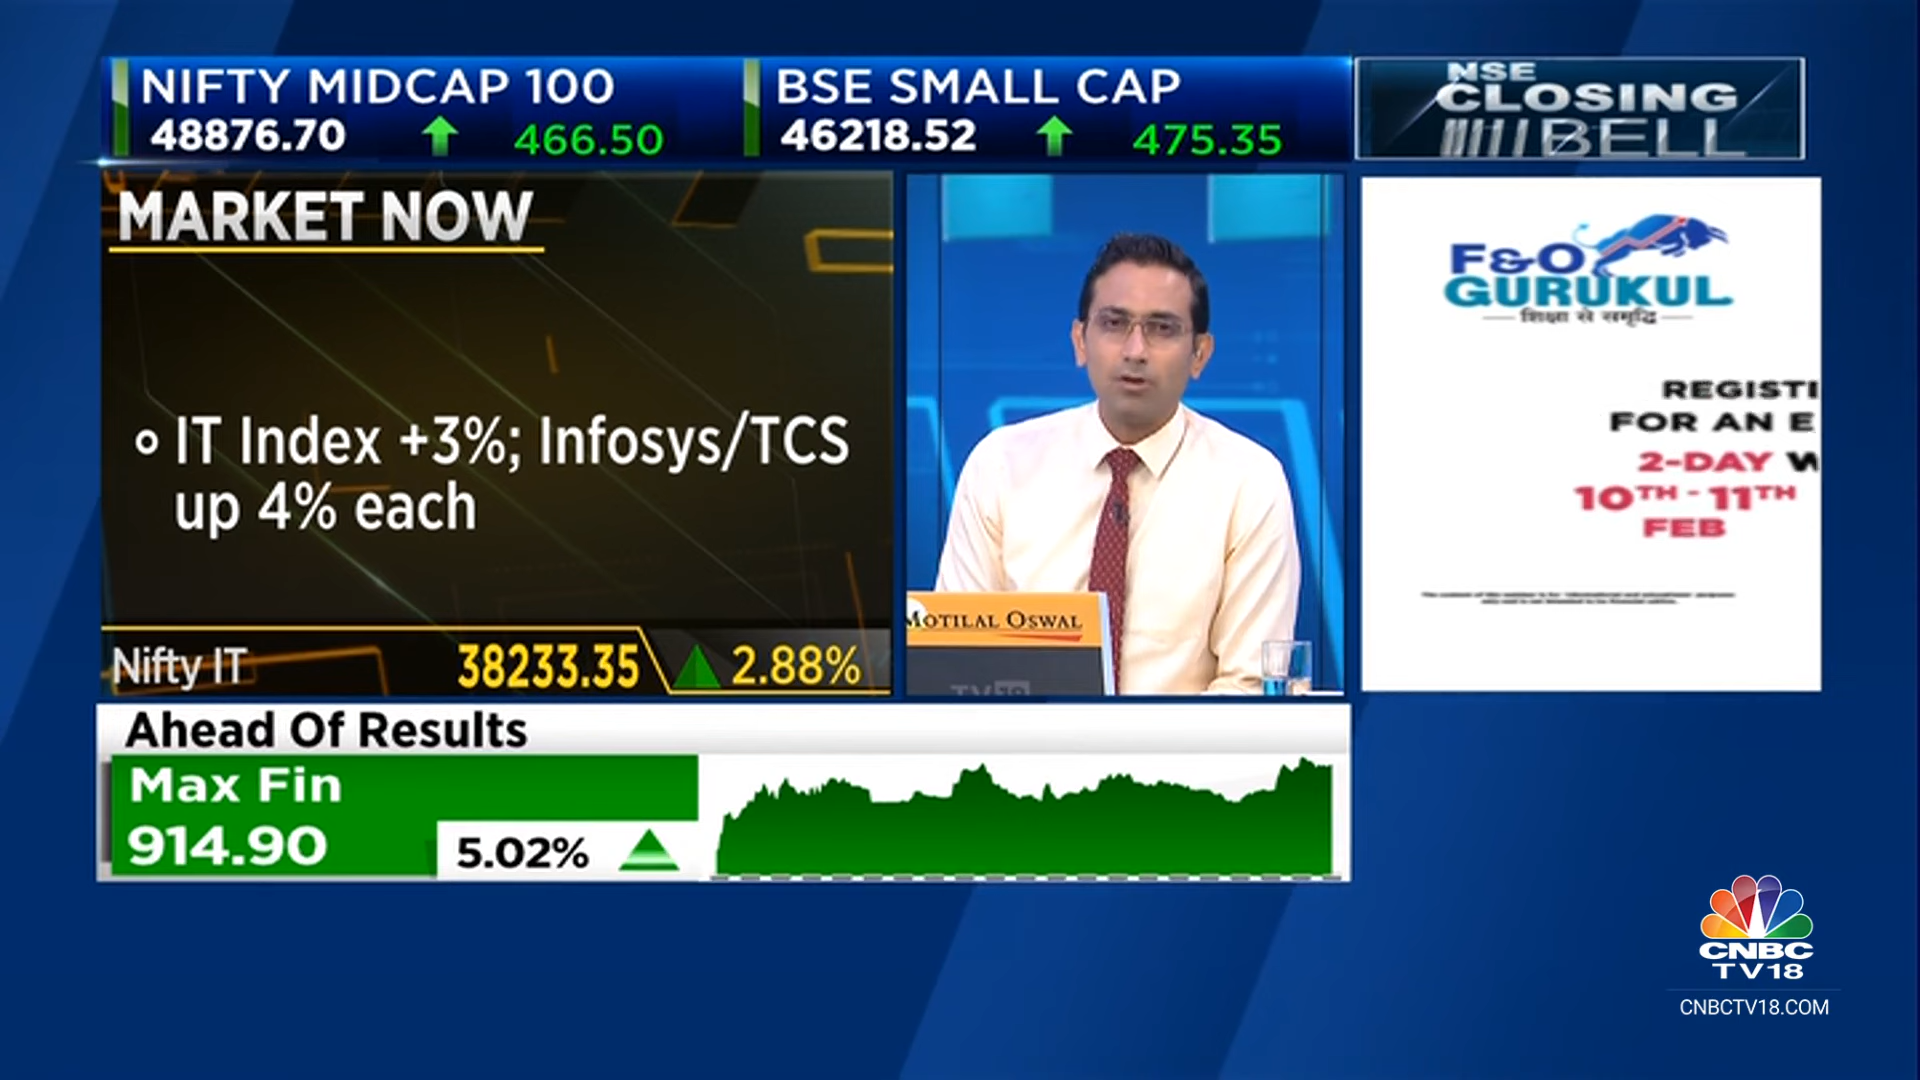 NIFTY MIDCAP 100
48876.70 466.50
BSE SMALL CAP
46218.52 475.35
NSE
CLOSING
BELL
MARKET NOW
IT Index +3%; Infosys/TCS
up 4% each
Nifty IT 38233.35 2.88%
MOTILAL OSWAL
TV18
F&O
GURUKUL
शिक्षा से समृद्धि
REGISTI
FOR AN E
2-DAY W
10TH - 11TH
FEB
Ahead Of Results
Max Fin
914.90 5.02%
CNBC
TV18
CNBCTV18.COM